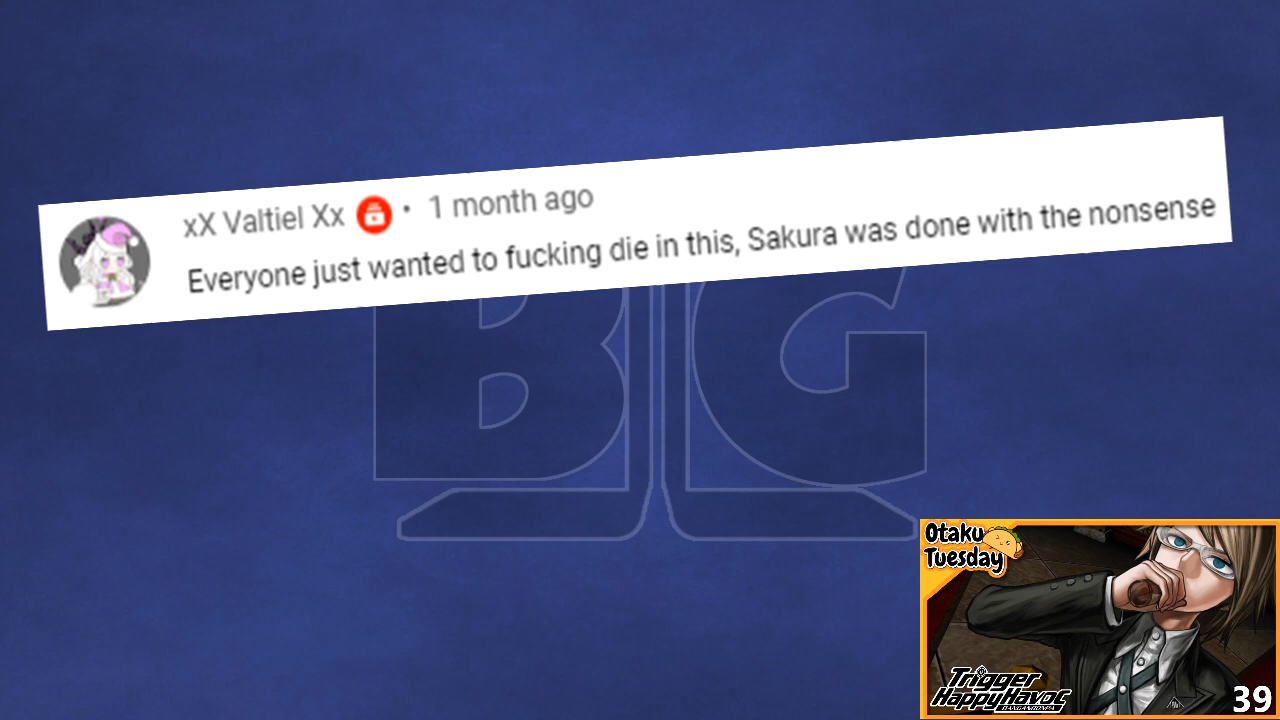 xX Valtiel Xx • 1 month ago
Everyone just wanted to fucking die in this, Sakura was done with the nonsense
BG
Otaku
Tuesday
Trigger
Happy Havoc
DANGANRONPA
39